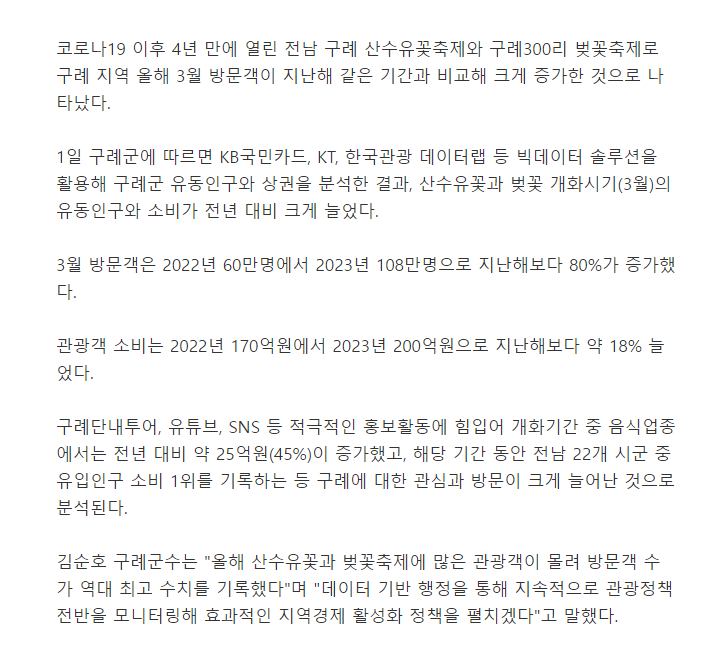 코로나19 이후 4년 만에 열린 전남 구례 산수유꽃축제와 구례300리 벚꽃축제로
구례 지역 올해 3월 방문객이 지난해 같은 기간과 비교해 크게 증가한 것으로 나
타났다.
1일 구례군에 따르면 KB국민카드, KT, 한국관광 데이터랩 등 빅데이터 솔루션을
활용해 구례군 유동인구와 상권을 분석한 결과, 산수유꽃과 벚꽃 개화시기(3월)의
유동인구와 소비가 전년 대비 크게 늘었다.
3월 방문객은 2022년 60만명에서 2023년 108만명으로 지난해보다 80%가 증가했
다.
관광객 소비는 2022년 170억원에서 2023년 200억원으로 지난해보다 약 18% 늘
었다.
구례단내투어, 유튜브, SNS 등 적극적인 홍보활동에 힘입어 개화기간 중 음식업종
에서는 전년 대비 약 25억원(45%)이 증가했고, 해당 기간 동안 전남 22개 시군 중
유입인구 소비 1위를 기록하는 등 구례에 대한 관심과 방문이 크게 늘어난 것으로
분석된다.
김순호 구례군수는 "올해 산수유꽃과 벚꽃축제에 많은 관광객이 몰려 방문객 수
가 역대 최고 수치를 기록했다"며 "데이터 기반 행정을 통해 지속적으로 관광정책
전반을 모니터링해 효과적인 지역경제 활성화 정책을 펼치겠다"고 말했다.